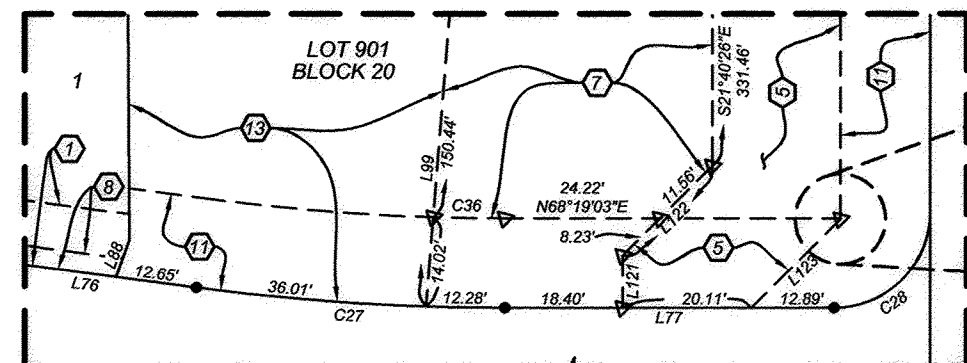 LOT 901
BLOCK 20
1
7
5
11
S21°40'26"E
331.46'
13
1
8
L99
150.44'
11.56'
L122
24.22'
C36
N68°19'03"E
8.23'
5
11
L88
14.02'
L121
L123
L76
12.65'
36.01'
C27
12.28'
18.40'
20.11'
L77
12.89'
C28